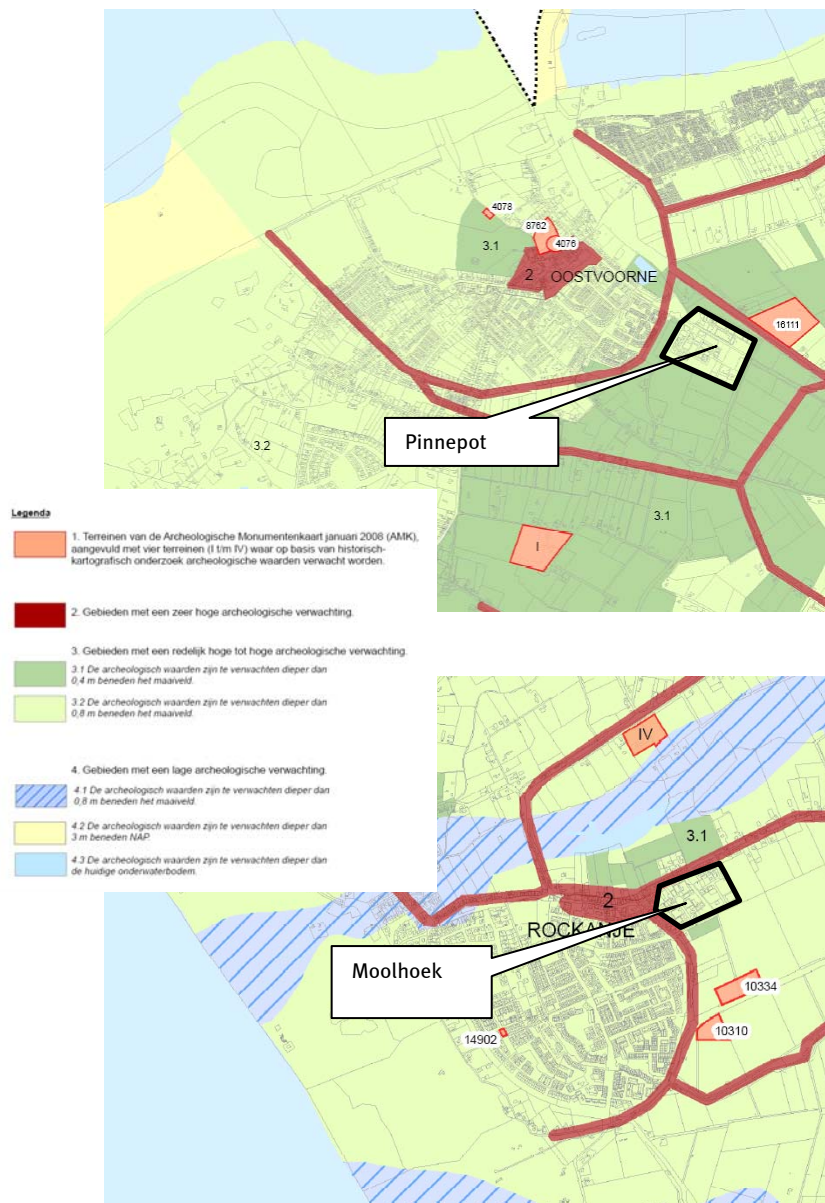 4078
8762
4076
3.1
2
OOSTVOORNE
16111
Pinnepot
3.2
3.1
I
Legenda
1. Terreinen van de Archeologische Monumentenkaart januari 2008 (AMK),
aangevuld met vier terreinen (I t/m IV) waar op basis van historisch-
kartografisch onderzoek archeologische waarden verwacht worden.
2. Gebieden met een zeer hoge archeologische verwachting.
3. Gebieden met een redelijk hoge tot hoge archeologische verwachting.
3.1 De archeologisch waarden zijn te verwachten dieper dan
0,4 m beneden het maaiveld.
3.2 De archeologisch waarden zijn te verwachten dieper dan
0,8 m beneden het maaiveld.
4. Gebieden met een lage archeologische verwachting.
4.1 De archeologisch waarden zijn te verwachten dieper dan
0,8 m beneden het maaiveld.
4.2 De archeologisch waarden zijn te verwachten dieper dan
3 m beneden NAP.
4.3 De archeologisch waarden zijn te verwachten dieper dan
de huidige onderwaterbodem.
IV
3.1
2
ROCKANJE
Moolhoek
10334
10310
14902